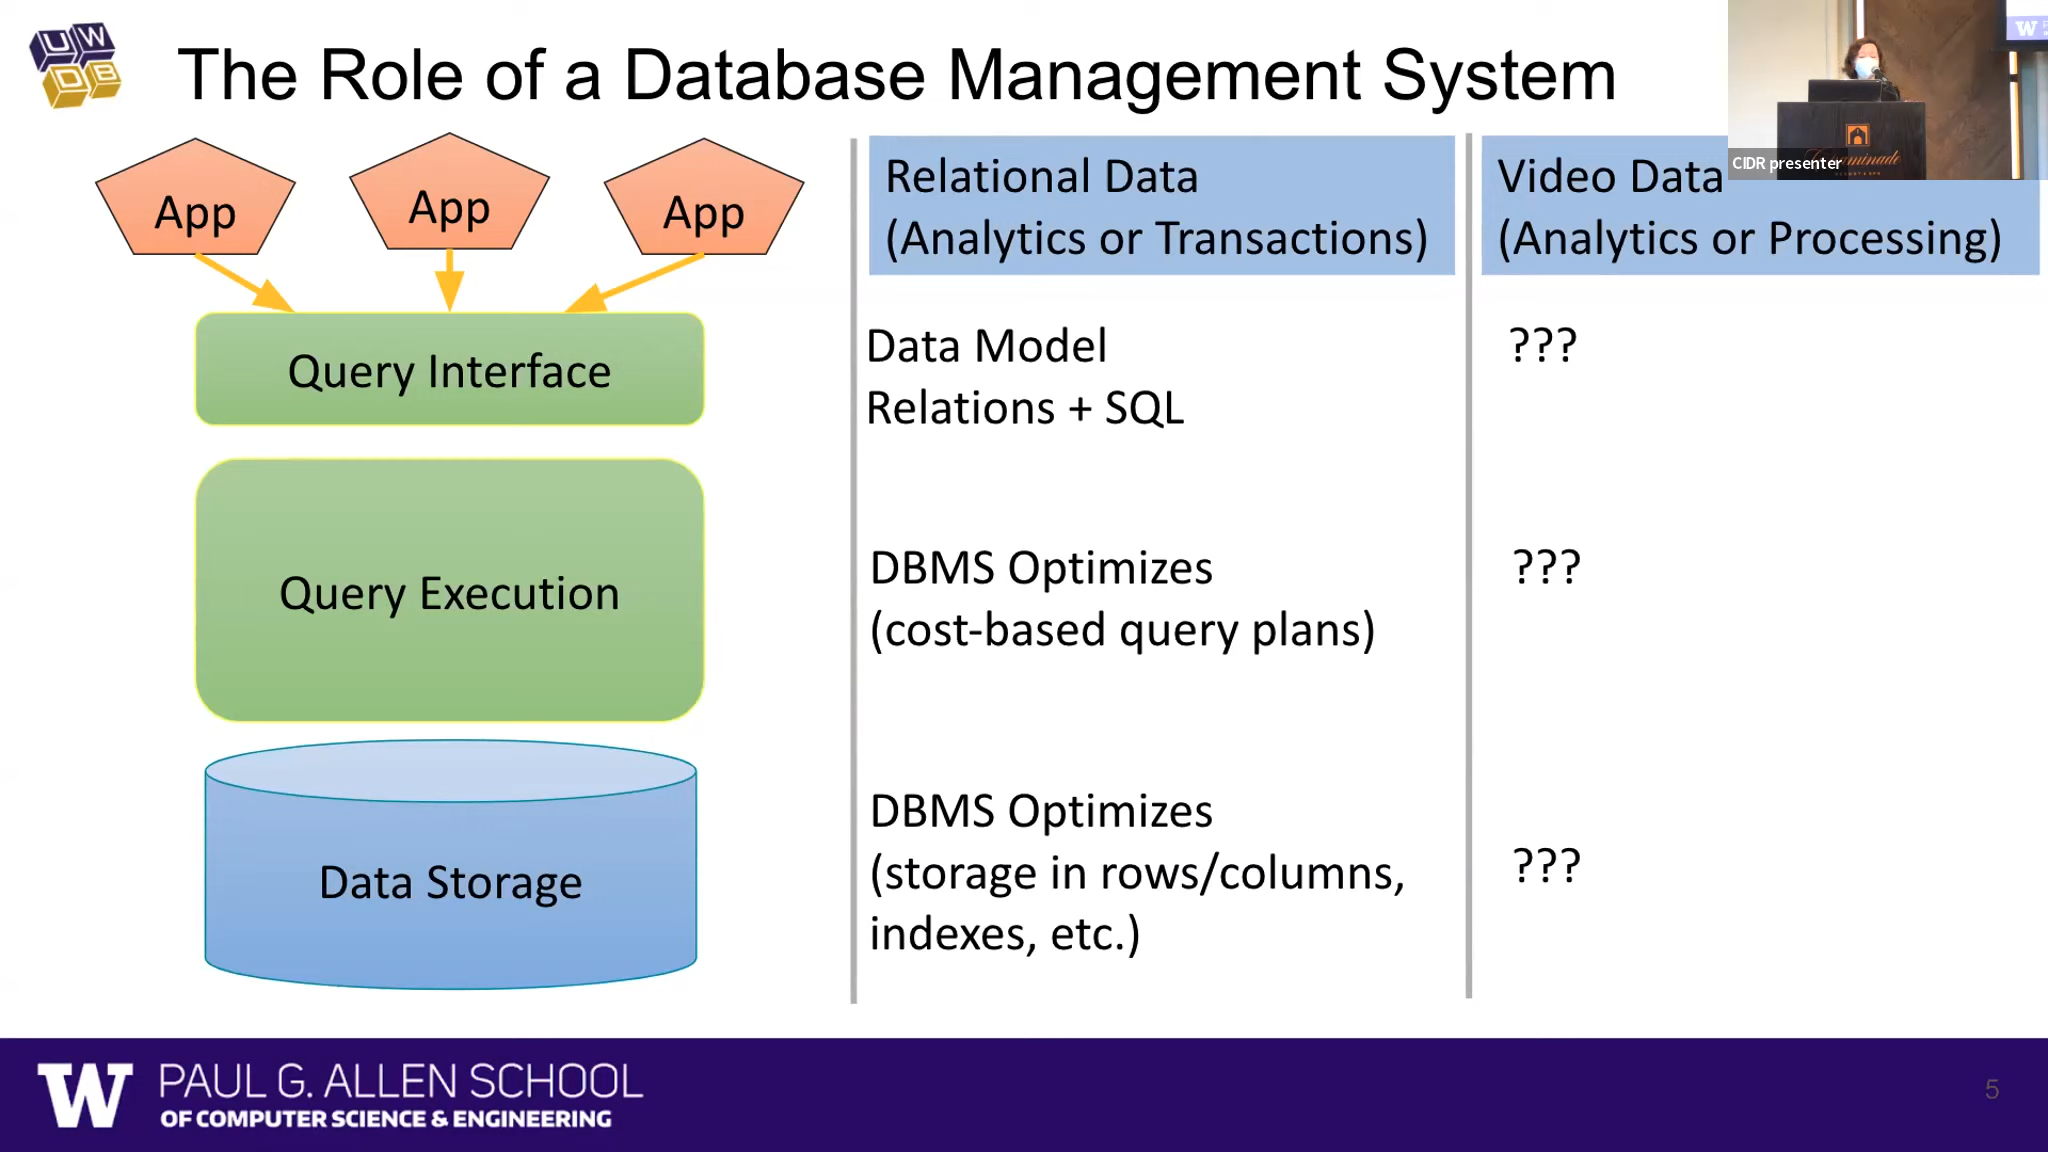 UW
DB
The Role of a Database Management System
W
CIDR presenter
App
App
App
Query Interface
Query Execution
Data Storage
Relational Data
(Analytics or Transactions)
Data Model
Relations + SQL
DBMS Optimizes
(cost-based query plans)
DBMS Optimizes
(storage in rows/columns,
indexes, etc.)
Video Data
(Analytics or Processing)
???
???
???
W
PAUL G. ALLEN SCHOOL
OF COMPUTER SCIENCE & ENGINEERING
5